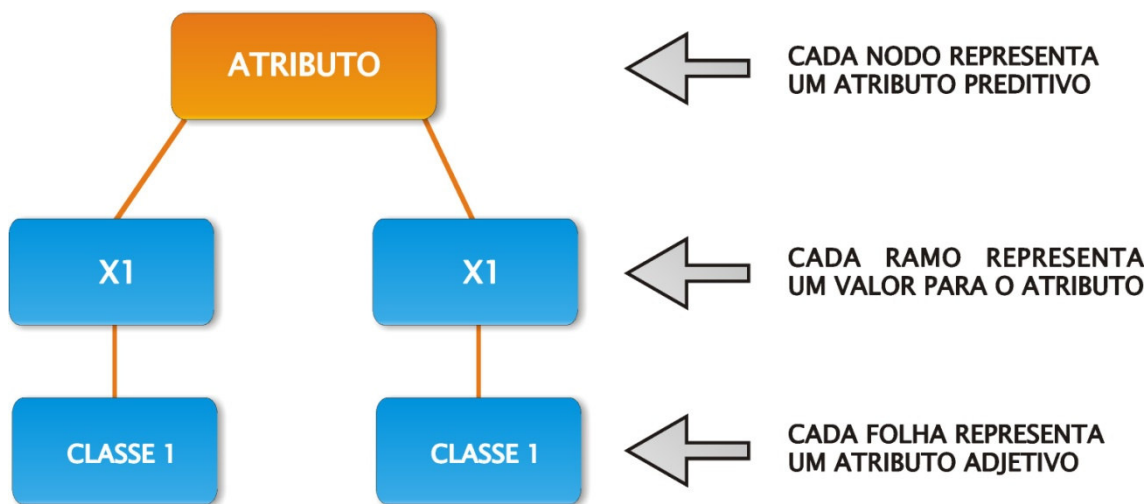 ATRIBUTO
CADA NODO REPRESENTA
UM ATRIBUTO PREDITIVO
X1
X1
CADA RAMO REPRESENTA
UM VALOR PARA O ATRIBUTO
CLASSE 1
CLASSE 1
CADA FOLHA REPRESENTA
UM ATRIBUTO ADJETIVO